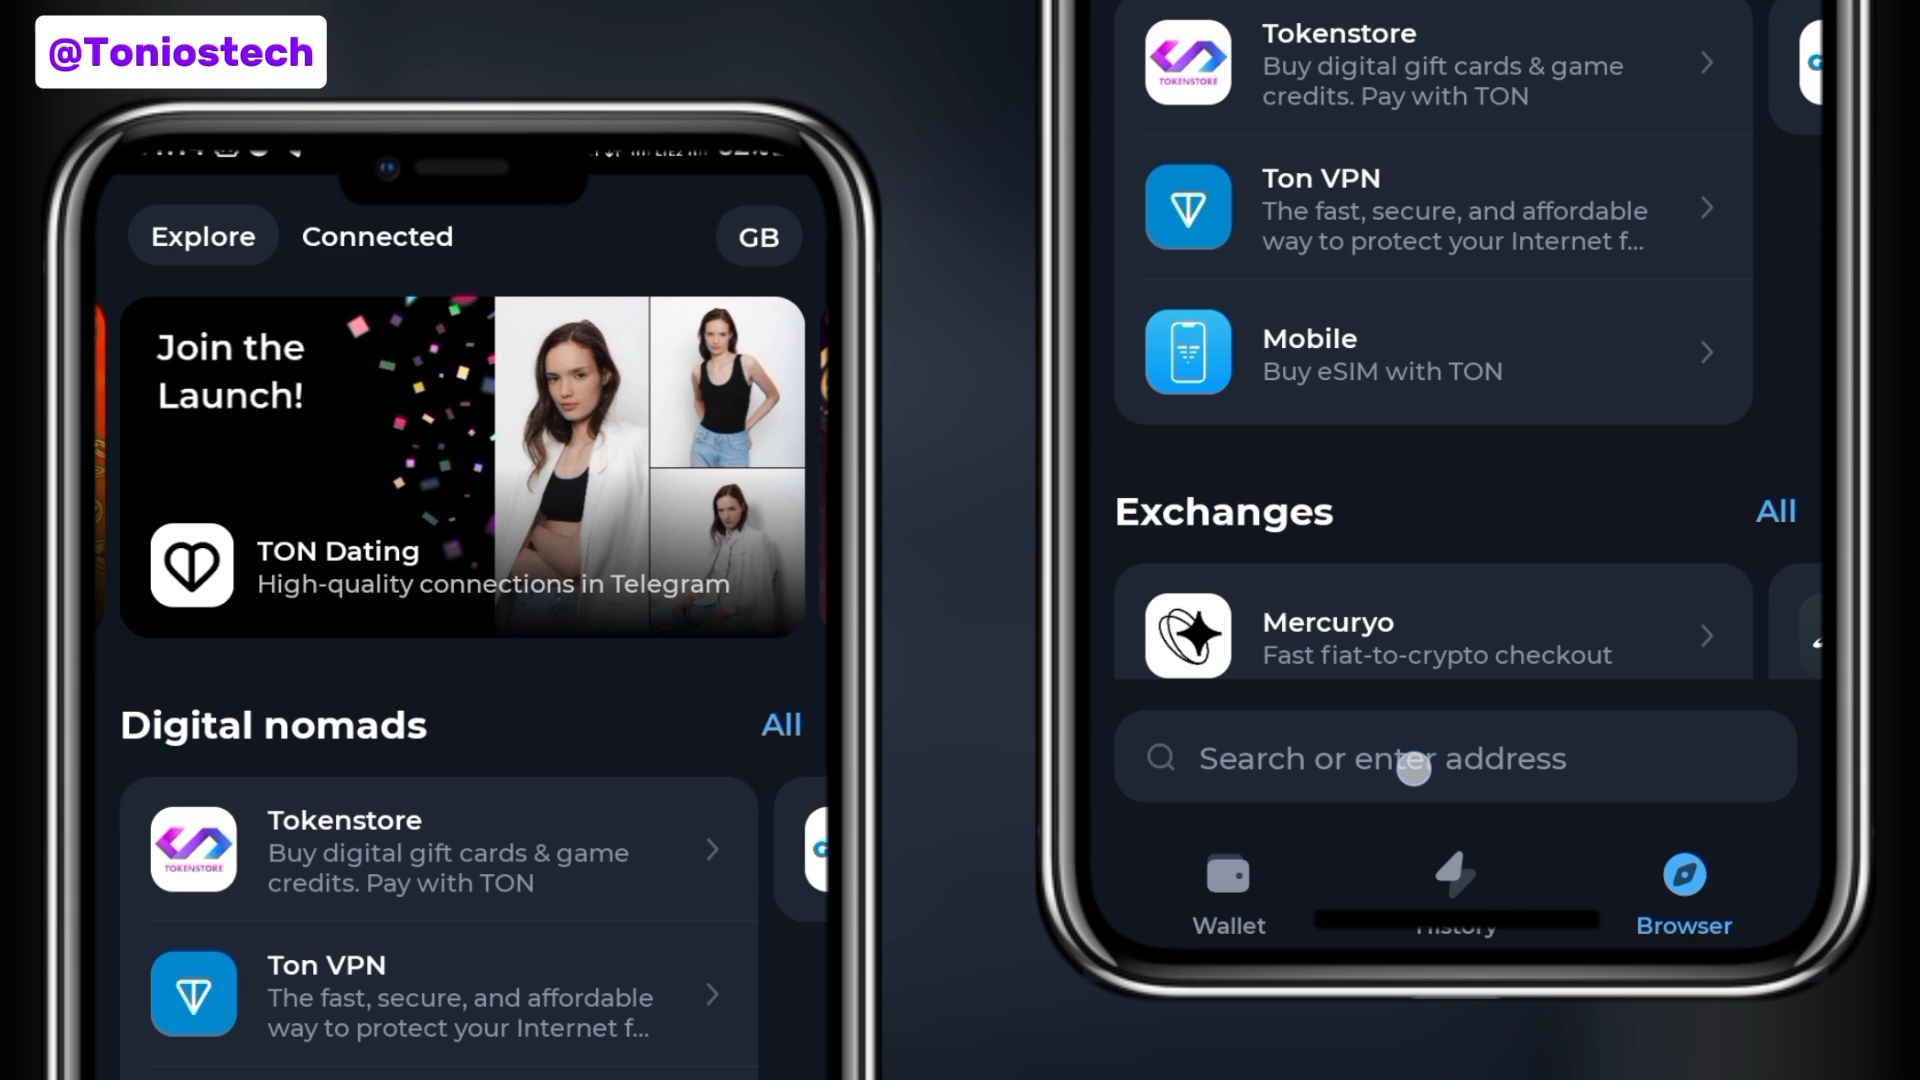 @Toniostech
Explore
Connected
GB
Join the
Launch!
TON Dating
High-quality connections in Telegram
Digital nomads
All
Tokenstore
Buy digital gift cards & game
credits. Pay with TON
TOKENSTORE
Ton VPN
The fast, secure, and affordable
way to protect your Internet f...
Tokenstore
Buy digital gift cards & game
credits. Pay with TON
TOKENSTORE
Ton VPN
The fast, secure, and affordable
way to protect your Internet f...
Mobile
Buy eSIM with TON
Exchanges
All
Mercuryo
Fast fiat-to-crypto checkout
Search or enter address
Wallet
History
Browser